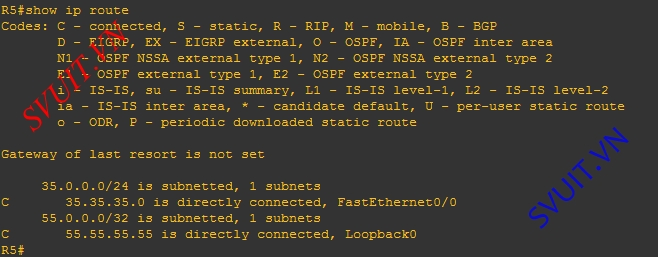 R5#show ip route
Codes: C - connected, S - static, R - RIP, M - mobile, B - BGP
       D - EIGRP, EX - EIGRP external, O - OSPF, IA - OSPF inter area
       N1 - OSPF NSSA external type 1, N2 - OSPF NSSA external type 2
       E1 - OSPF external type 1, E2 - OSPF external type 2
       i - IS-IS, su - IS-IS summary, L1 - IS-IS level-1, L2 - IS-IS level-2
       ia - IS-IS inter area, * - candidate default, U - per-user static route
       o - ODR, P - periodic downloaded static route
Gateway of last resort is not set
     35.0.0.0/24 is subnetted, 1 subnets
C       35.35.35.0 is directly connected, FastEthernet0/0
     55.0.0.0/32 is subnetted, 1 subnets
C       55.55.55.55 is directly connected, Loopback0
R5#
SVUIT.VN
SVUIT.VN